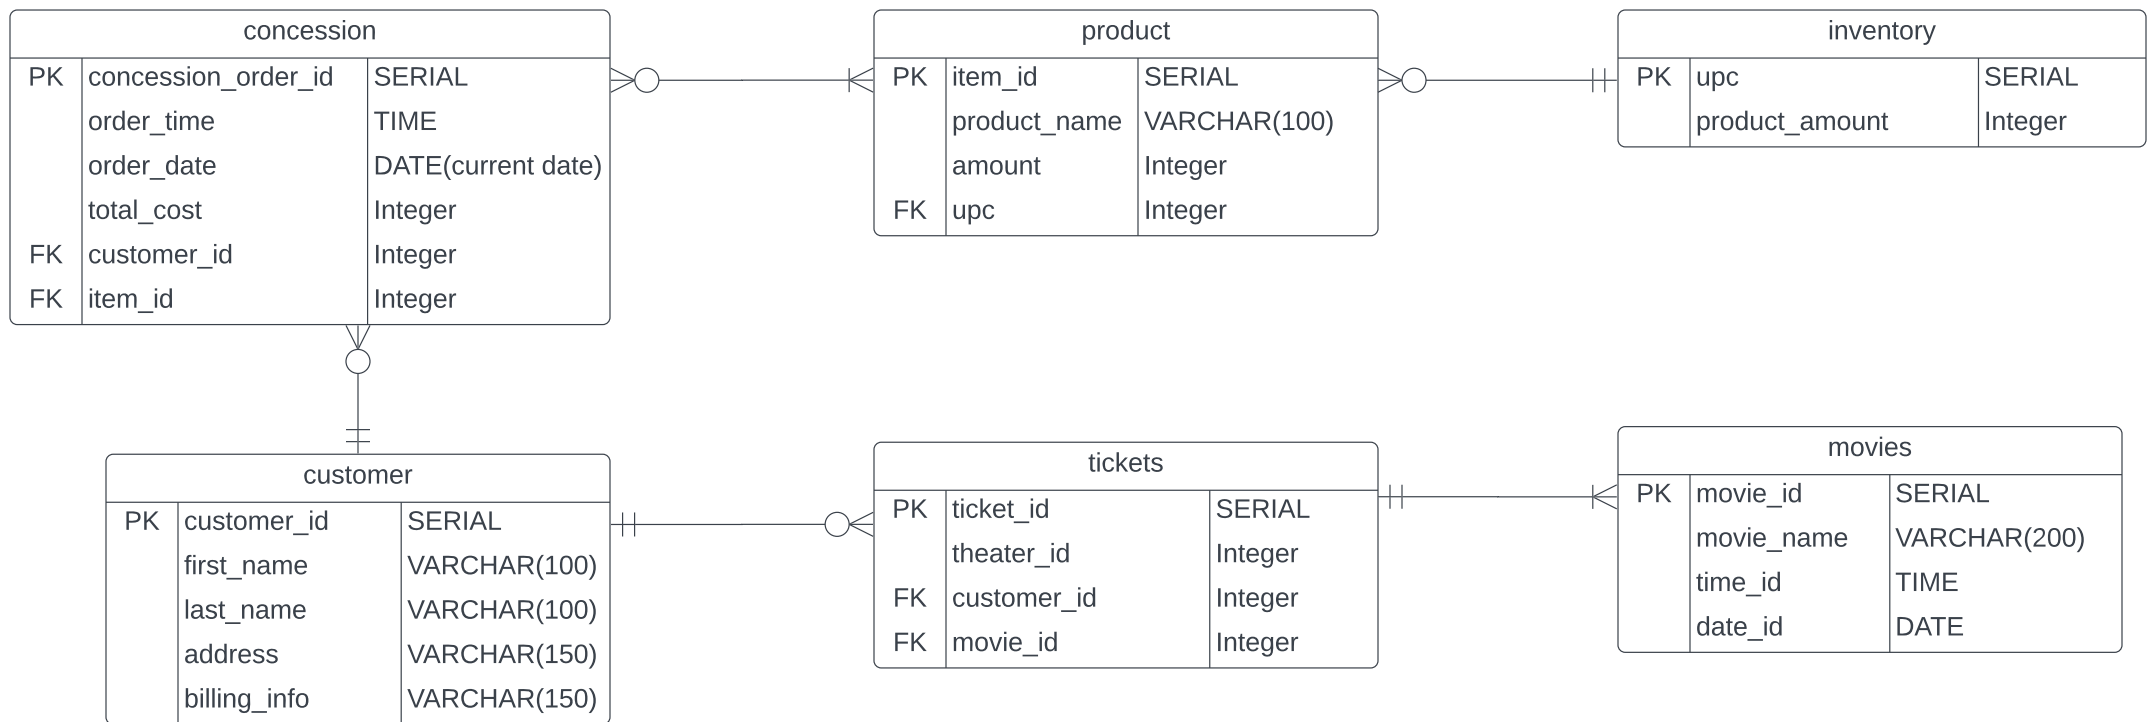 concession
PK concession_order_id SERIAL
order_time TIME
order_date DATE(current date)
total_cost Integer
FK customer_id Integer
FK item_id Integer
product
PK item_id SERIAL
product_name VARCHAR(100)
amount Integer
FK upc Integer
inventory
PK upc SERIAL
product_amount Integer
customer
PK customer_id SERIAL
first_name VARCHAR(100)
last_name VARCHAR(100)
address VARCHAR(150)
billing_info VARCHAR(150)
tickets
PK ticket_id SERIAL
theater_id Integer
FK customer_id Integer
FK movie_id Integer
movies
PK movie_id SERIAL
movie_name VARCHAR(200)
time_id TIME
date_id DATE